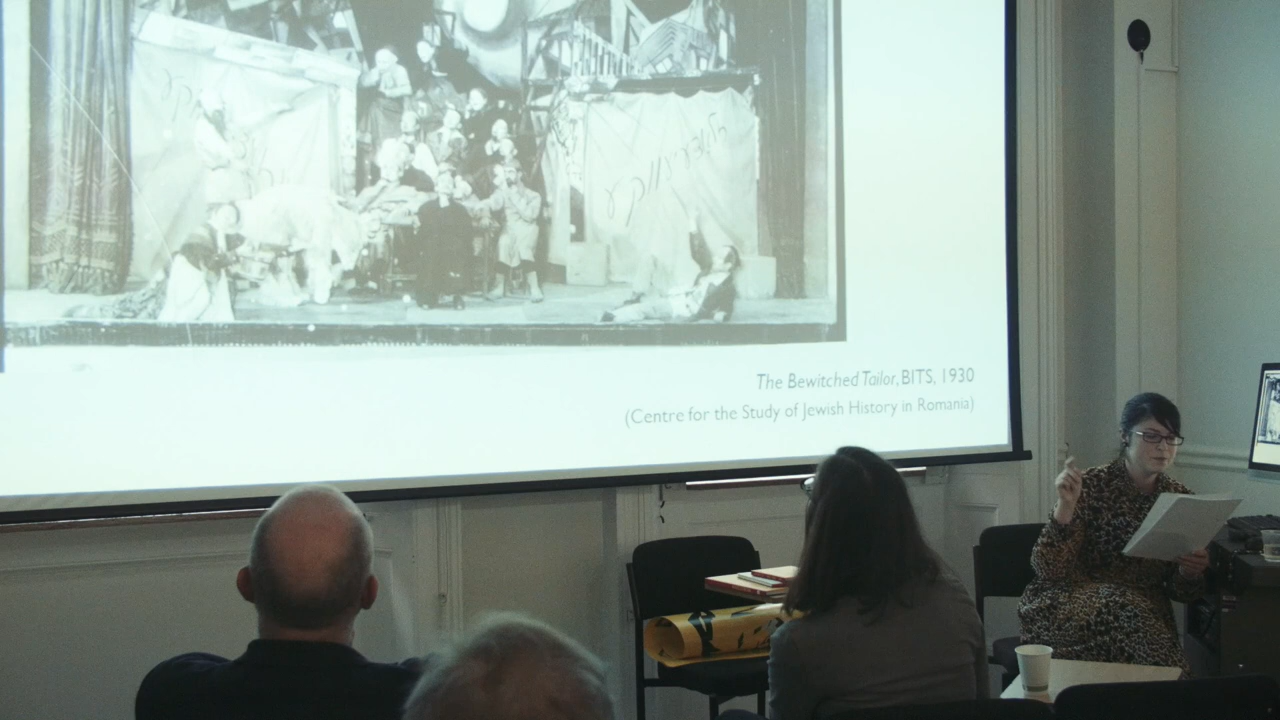 The Bewitched Tailor, BITS, 1930
(Centre for the Study of Jewish History in Romania)